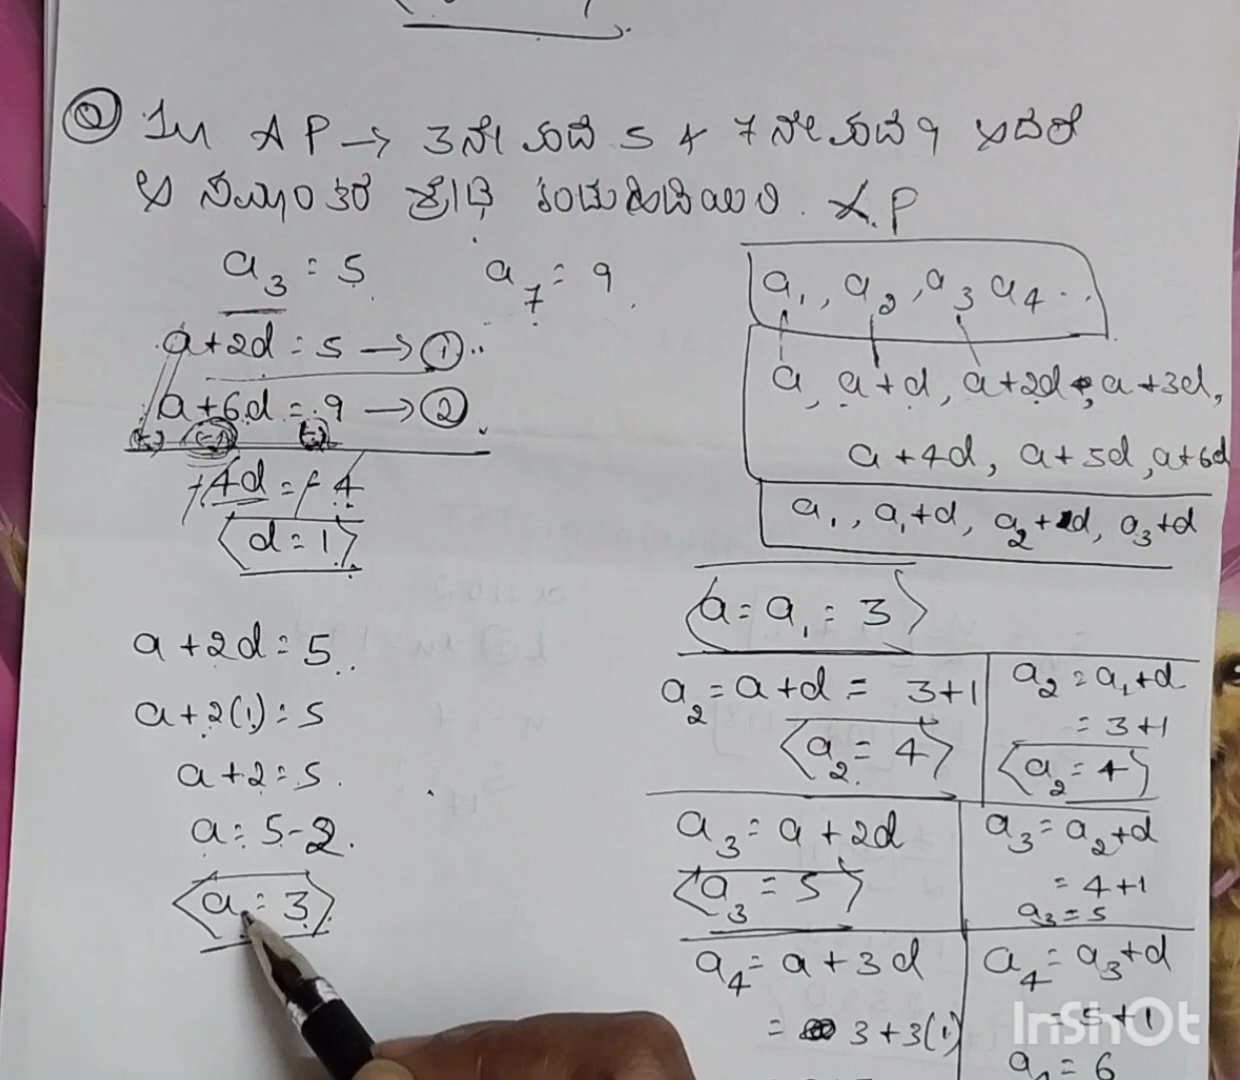 Q In AP → 3ನೇ ಪದ 5 & 7ನೇ ಪದ 9 ಆದರೆ
ಆ ಸಮಾಂತರ ಶ್ರೇಢಿ ಕಂಡುಹಿಡಿಯಿರಿ. A.P
a₃ = 5 a₇ = 9
a+2d = 5 → ①
a+6d = 9 → ②
(-) (-) (-)
-4d = -4
d = 1
a + 2d = 5
a + 2(1) = 5
a + 2 = 5
a = 5-2
a = 3
a₁, a₂, a₃ a₄ ..
a, a+d, a+2d, a+3d,
a+4d, a+5d, a+6d
a₁, a₁+d, a₂+d, a₃+d
a = a₁ = 3
a₂ = a+d = 3+1
a₂ = 4
a₂ = a₁+d
= 3+1
a₂ = 4
a₃ = a + 2d
a₃ = 5
a₃ = a₂+d
= 4+1
a₃ = 5
a₄ = a + 3d
= 3+3(1)
a₄ = a₃+d
= 5+1
= 6
InShOt